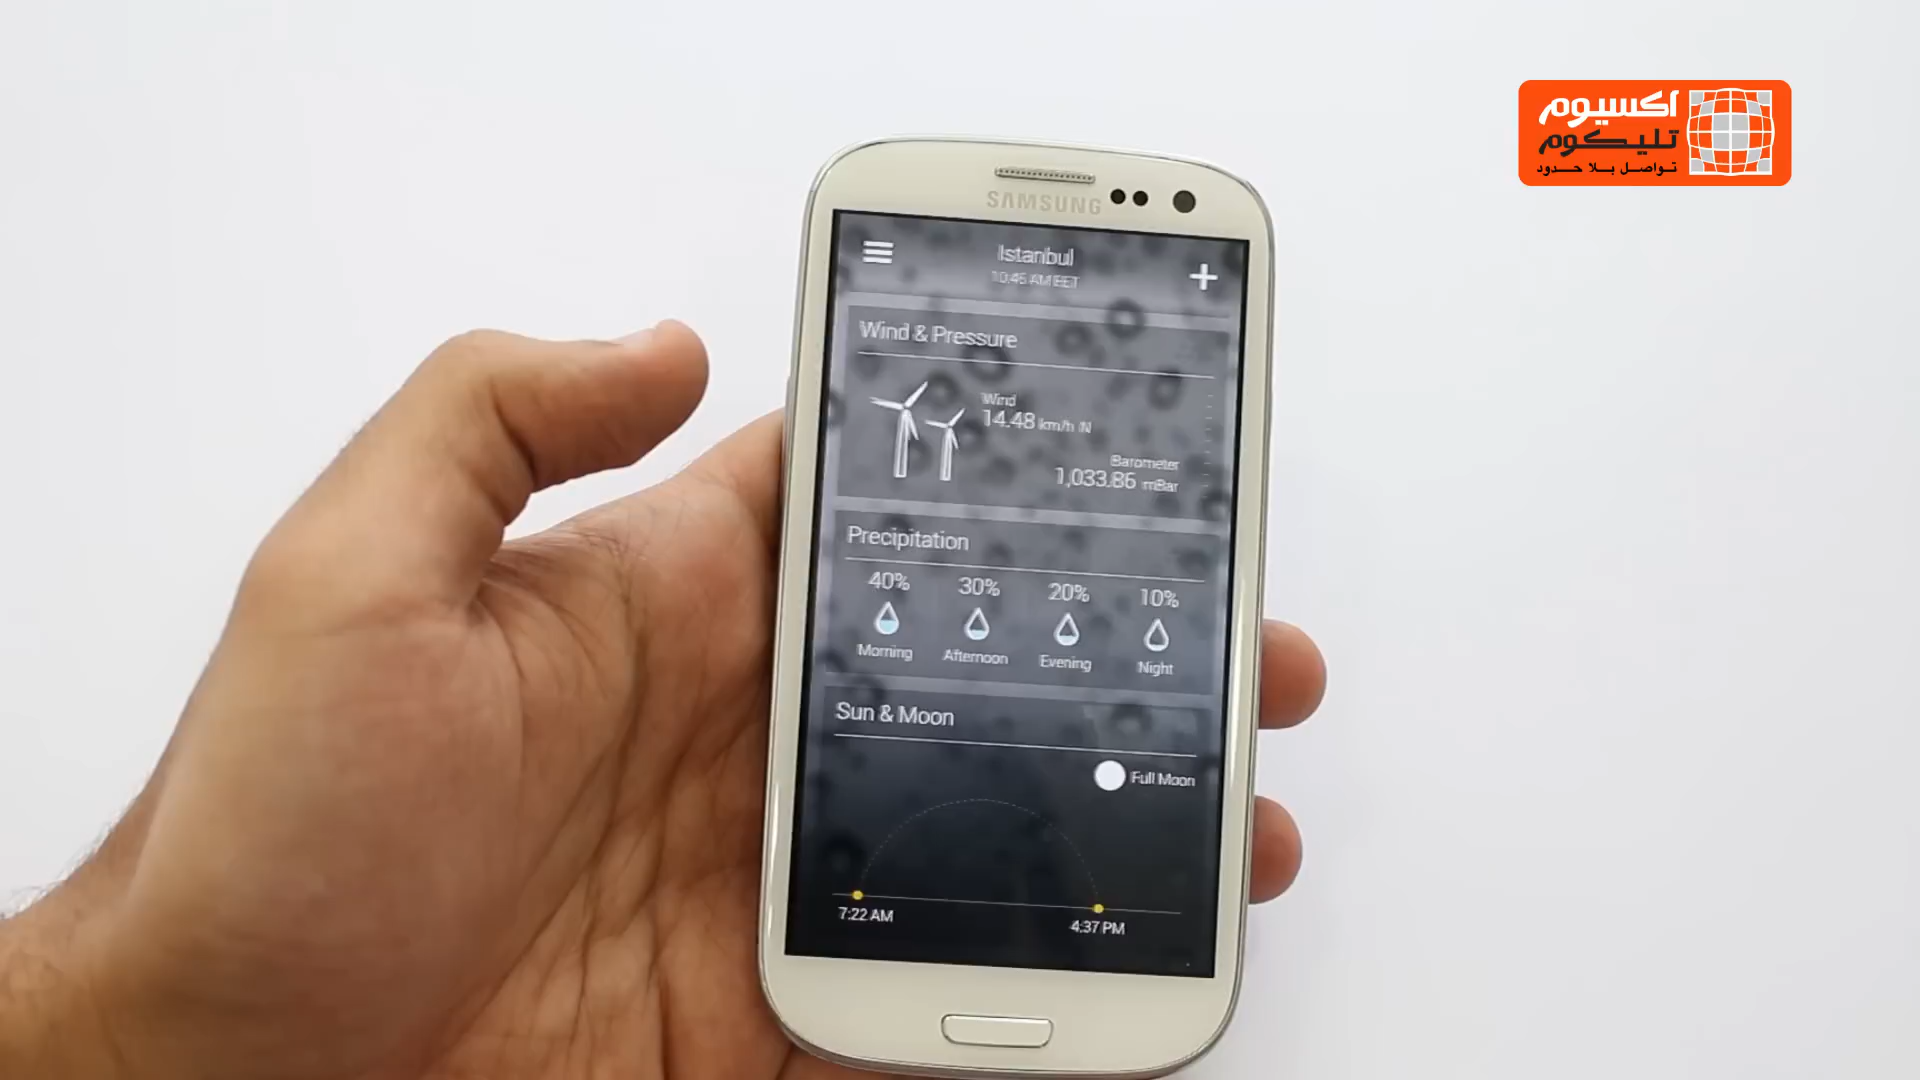 اكسيوم
تليكوم
تواصل بلا حدود
SAMSUNG
Istanbul
10:46 AM EET
Wind & Pressure
Wind
14.48 km/h N
Barometer
1,033.86 mBar
Precipitation
40% 30% 20% 10%
Morning Afternoon Evening Night
Sun & Moon
Full Moon
7:22 AM 4:37 PM